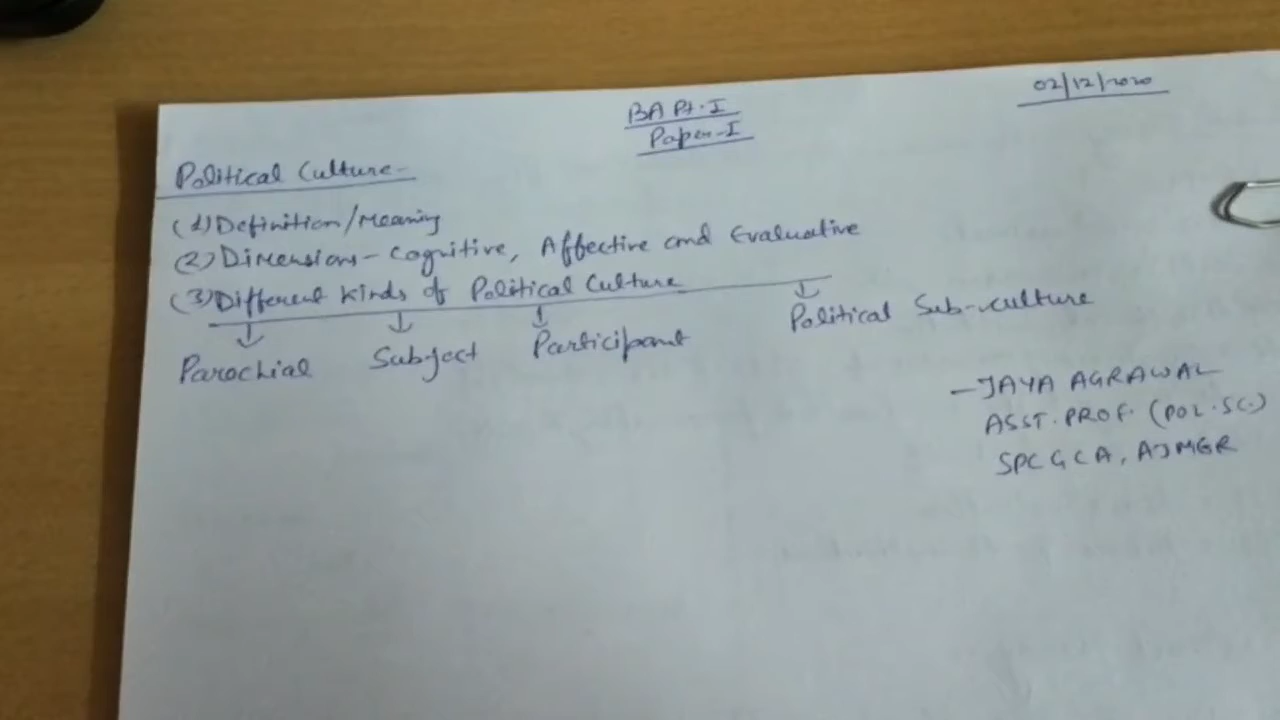 BA Pt. I
Paper-I
02/12/2020
Political Culture-
(1) Definition/Meaning
(2) Dimensions - Cognitive, Affective and Evaluative
(3) Different Kinds of Political Culture
Parochial Subject Participant Political Sub-culture
- JAYA AGRAWAL
ASST. PROF. (POL. SC.)
SPCGCA, AJMER